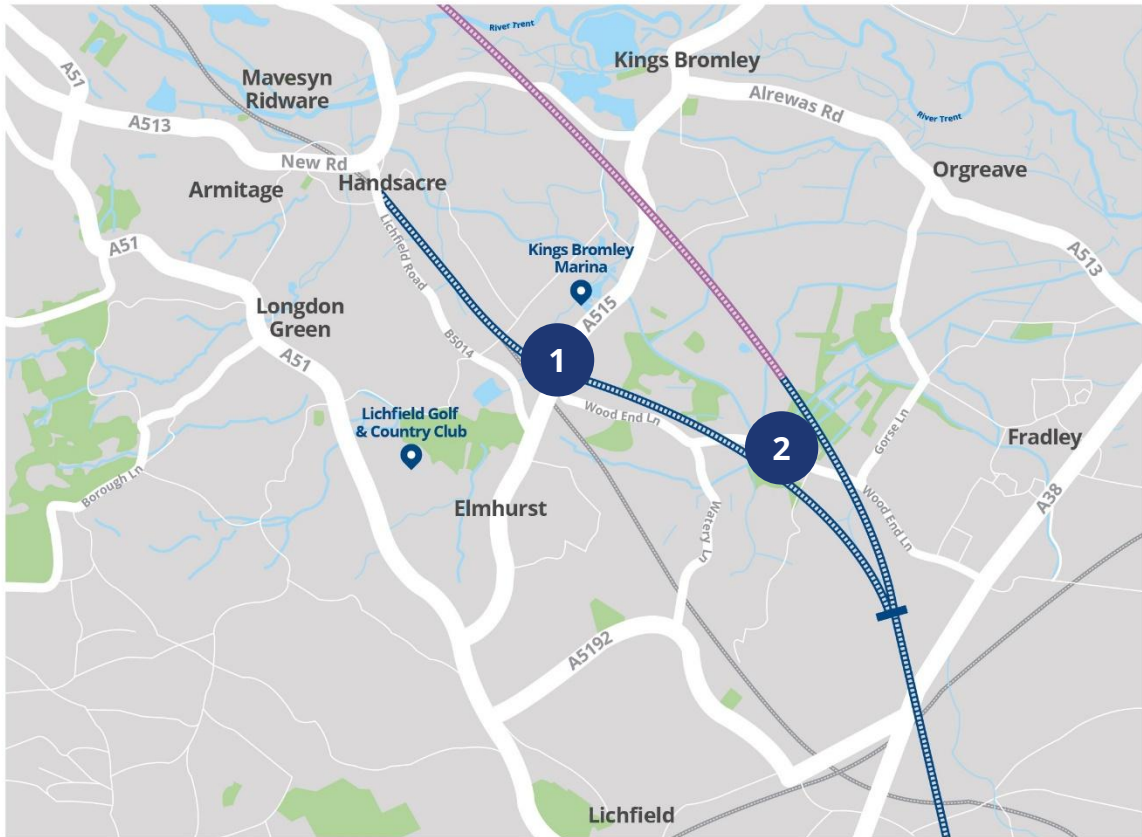 River Trent
Kings Bromley
A51
Mavesyn
Ridware
Alrewas Rd
A513
River Trent
New Rd
Orgreave
Armitage
Handsacre
Lichfield Road
A51
Kings Bromley
Marina
A513
Longdon
Green
A515
B5014
1
A51
Lichfield Golf
& Country Club
Wood End Ln
Gorse Ln
2
Fradley
Borough Ln
Elmhurst
A38
Watery Ln
Wood End Ln
A5192
Lichfield